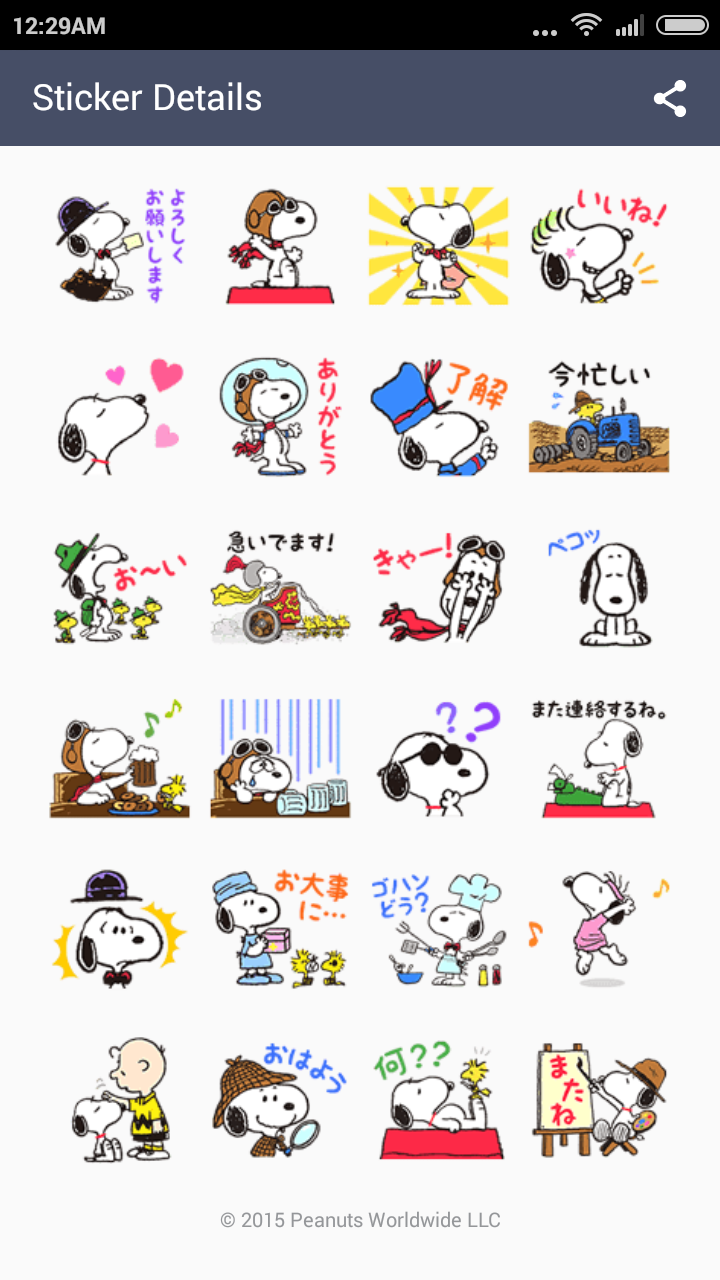 12:29AM
Sticker Details
よろしく
お願いします
いいね!
ありがとう
了解
今忙しい
お〜い
急いでます!
きゃー!
ペコッ
??
また連絡するね。
お大事
に…
ゴハン
どう?
おはよう
何??
またね
© 2015 Peanuts Worldwide LLC